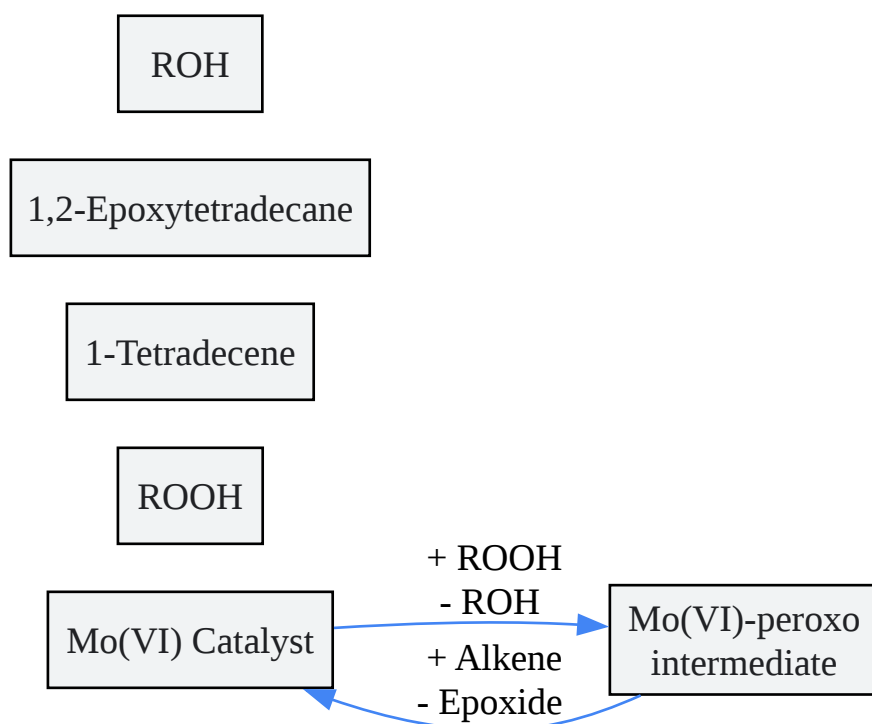 ROH
1,2-Epoxytetradecane
1-Tetradecene
ROOH
+ ROOH
- ROH
Mo(VI) Catalyst
+ Alkene
- Epoxide
Mo(VI)-peroxo
intermediate